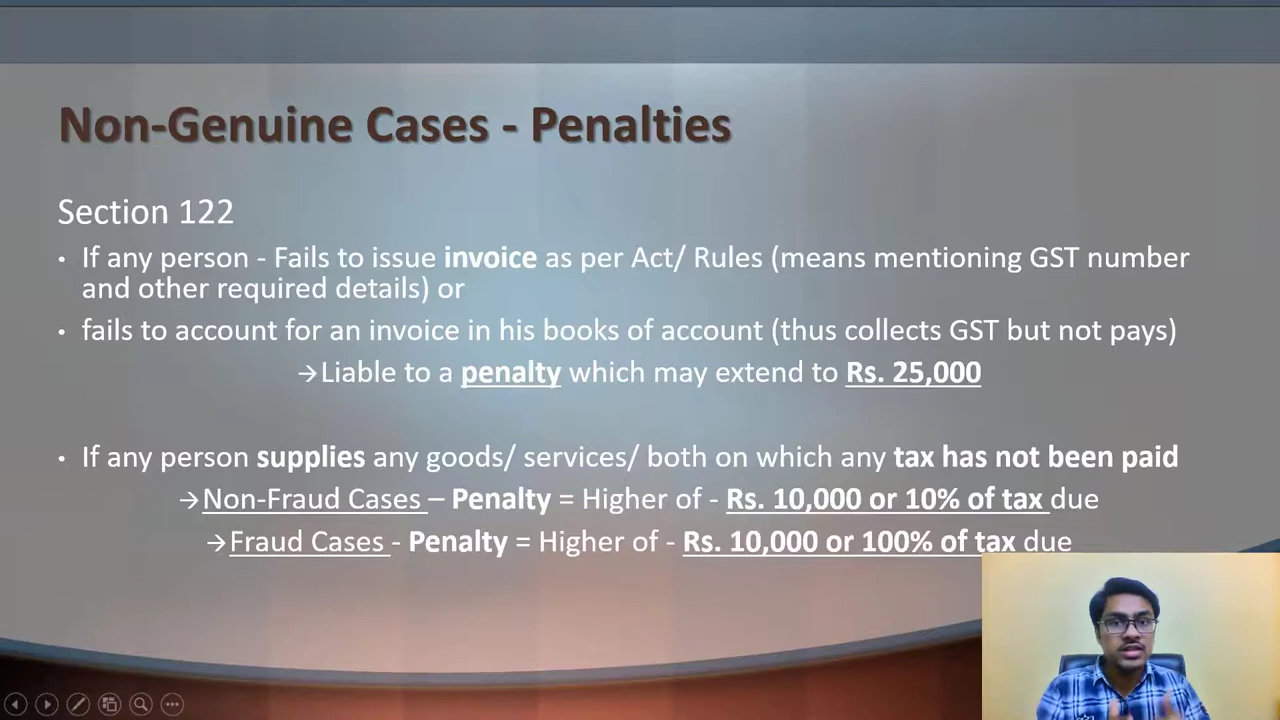 Non-Genuine Cases - Penalties
Section 122
• If any person - Fails to issue invoice as per Act/ Rules (means mentioning GST number
and other required details) or
• fails to account for an invoice in his books of account (thus collects GST but not pays)
→Liable to a penalty which may extend to Rs. 25,000
• If any person supplies any goods/ services/ both on which any tax has not been paid
→Non-Fraud Cases – Penalty = Higher of - Rs. 10,000 or 10% of tax due
→Fraud Cases - Penalty = Higher of - Rs. 10,000 or 100% of tax due